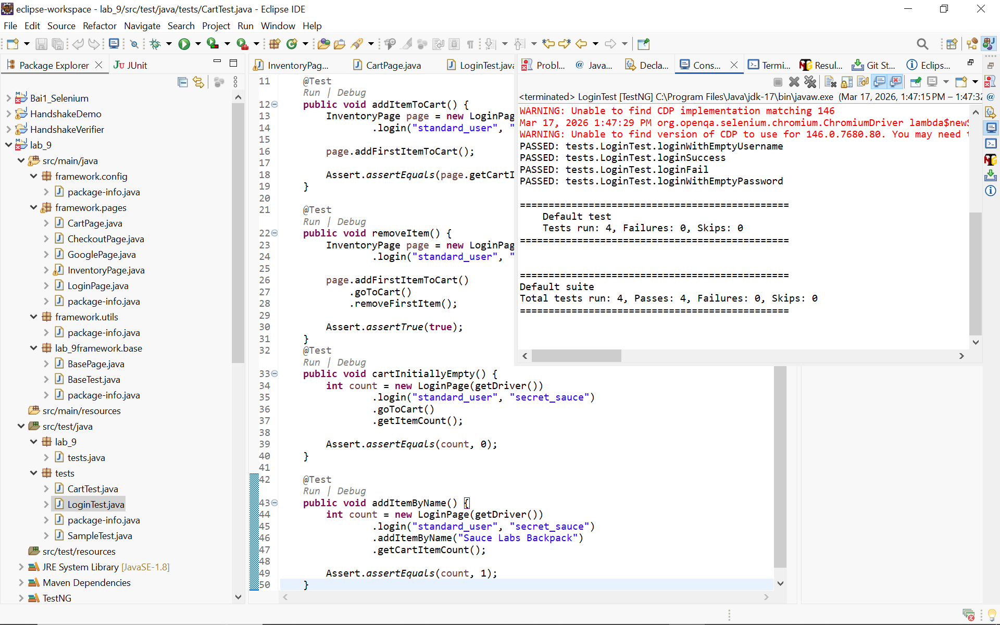 eclipse-workspace - lab_9/src/test/java/tests/CartTest.java - Eclipse IDE
File Edit Source Refactor Navigate Search Project Run Window Help
Package Explorer
JUnit
Bai1_Selenium
HandshakeDemo
HandshakeVerifier
lab_9
src/main/java
framework.config
package-info.java
framework.pages
CartPage.java
CheckoutPage.java
GooglePage.java
InventoryPage.java
LoginPage.java
package-info.java
framework.utils
package-info.java
lab_9framework.base
BasePage.java
BaseTest.java
package-info.java
src/main/resources
src/test/java
lab_9
tests.java
tests
CartTest.java
LoginTest.java
package-info.java
SampleTest.java
src/test/resources
JRE System Library [JavaSE-1.8]
Maven Dependencies
TestNG
InventoryPag... CartPage.java LoginTest.java
11 @Test
Run | Debug
12 public void addItemToCart() {
13 InventoryPage page = new LoginPag
14 .login("standard_user", "
15
16 page.addFirstItemToCart();
17
18 Assert.assertEquals(page.getCartI
19 }
20
21 @Test
Run | Debug
22 public void removeItem() {
23 InventoryPage page = new LoginPag
24 .login("standard_user", "
25
26 page.addFirstItemToCart()
27 .goToCart()
28 .removeFirstItem();
29
30 Assert.assertTrue(true);
31 }
32 @Test
Run | Debug
33 public void cartInitiallyEmpty() {
34 int count = new LoginPage(getDriver())
35 .login("standard_user", "secret_sauce")
36 .goToCart()
37 .getItemCount();
38
39 Assert.assertEquals(count, 0);
40 }
41
42 @Test
Run | Debug
43 public void addItemByName() {
44 int count = new LoginPage(getDriver())
45 .login("standard_user", "secret_sauce")
46 .addItemByName("Sauce Labs Backpack")
47 .getCartItemCount();
48
49 Assert.assertEquals(count, 1);
50 }
Probl... Java... Decla... Cons... Termi... Resul... Git St... Eclips...
<terminated> LoginTest [TestNG] C:\Program Files\Java\jdk-17\bin\javaw.exe (Mar 17, 2026, 1:47:15 PM – 1:47:32
WARNING: Unable to find CDP implementation matching 146
Mar 17, 2026 1:47:29 PM org.openqa.selenium.chromium.ChromiumDriver lambda$new$
WARNING: Unable to find version of CDP to use for 146.0.7680.80. You may need
PASSED: tests.LoginTest.loginWithEmptyUsername
PASSED: tests.LoginTest.loginSuccess
PASSED: tests.LoginTest.loginFail
PASSED: tests.LoginTest.loginWithEmptyPassword
===============================================
Default test
Tests run: 4, Failures: 0, Skips: 0
===============================================
===============================================
Default suite
Total tests run: 4, Passes: 4, Failures: 0, Skips: 0
===============================================